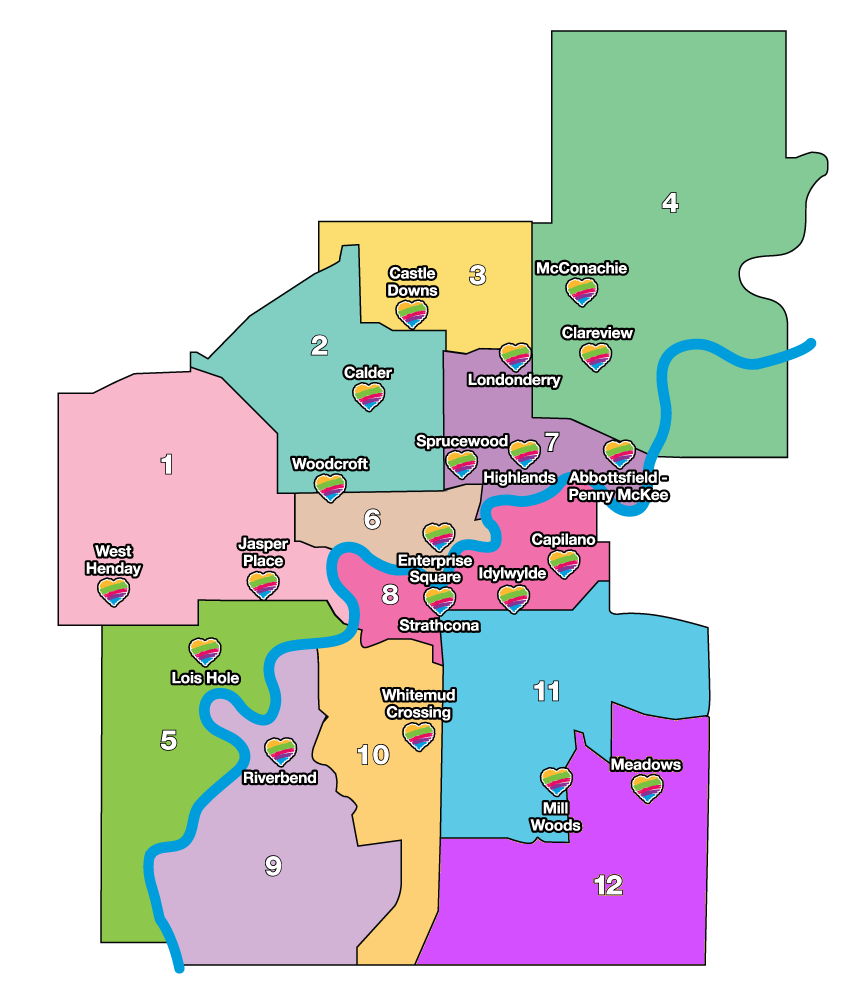 4
McConachie
3
Castle
Downs
Clareview
2
Londonderry
Calder
Sprucewood
7
Highlands
Abbottsfield -
Penny McKee
1
Woodcroft
6
West
Henday
Jasper
Place
Enterprise
Square
Capilano
Idylwylde
8
Strathcona
Lois Hole
11
Whitemud
Crossing
5
10
Riverbend
Meadows
Mill
Woods
9
12